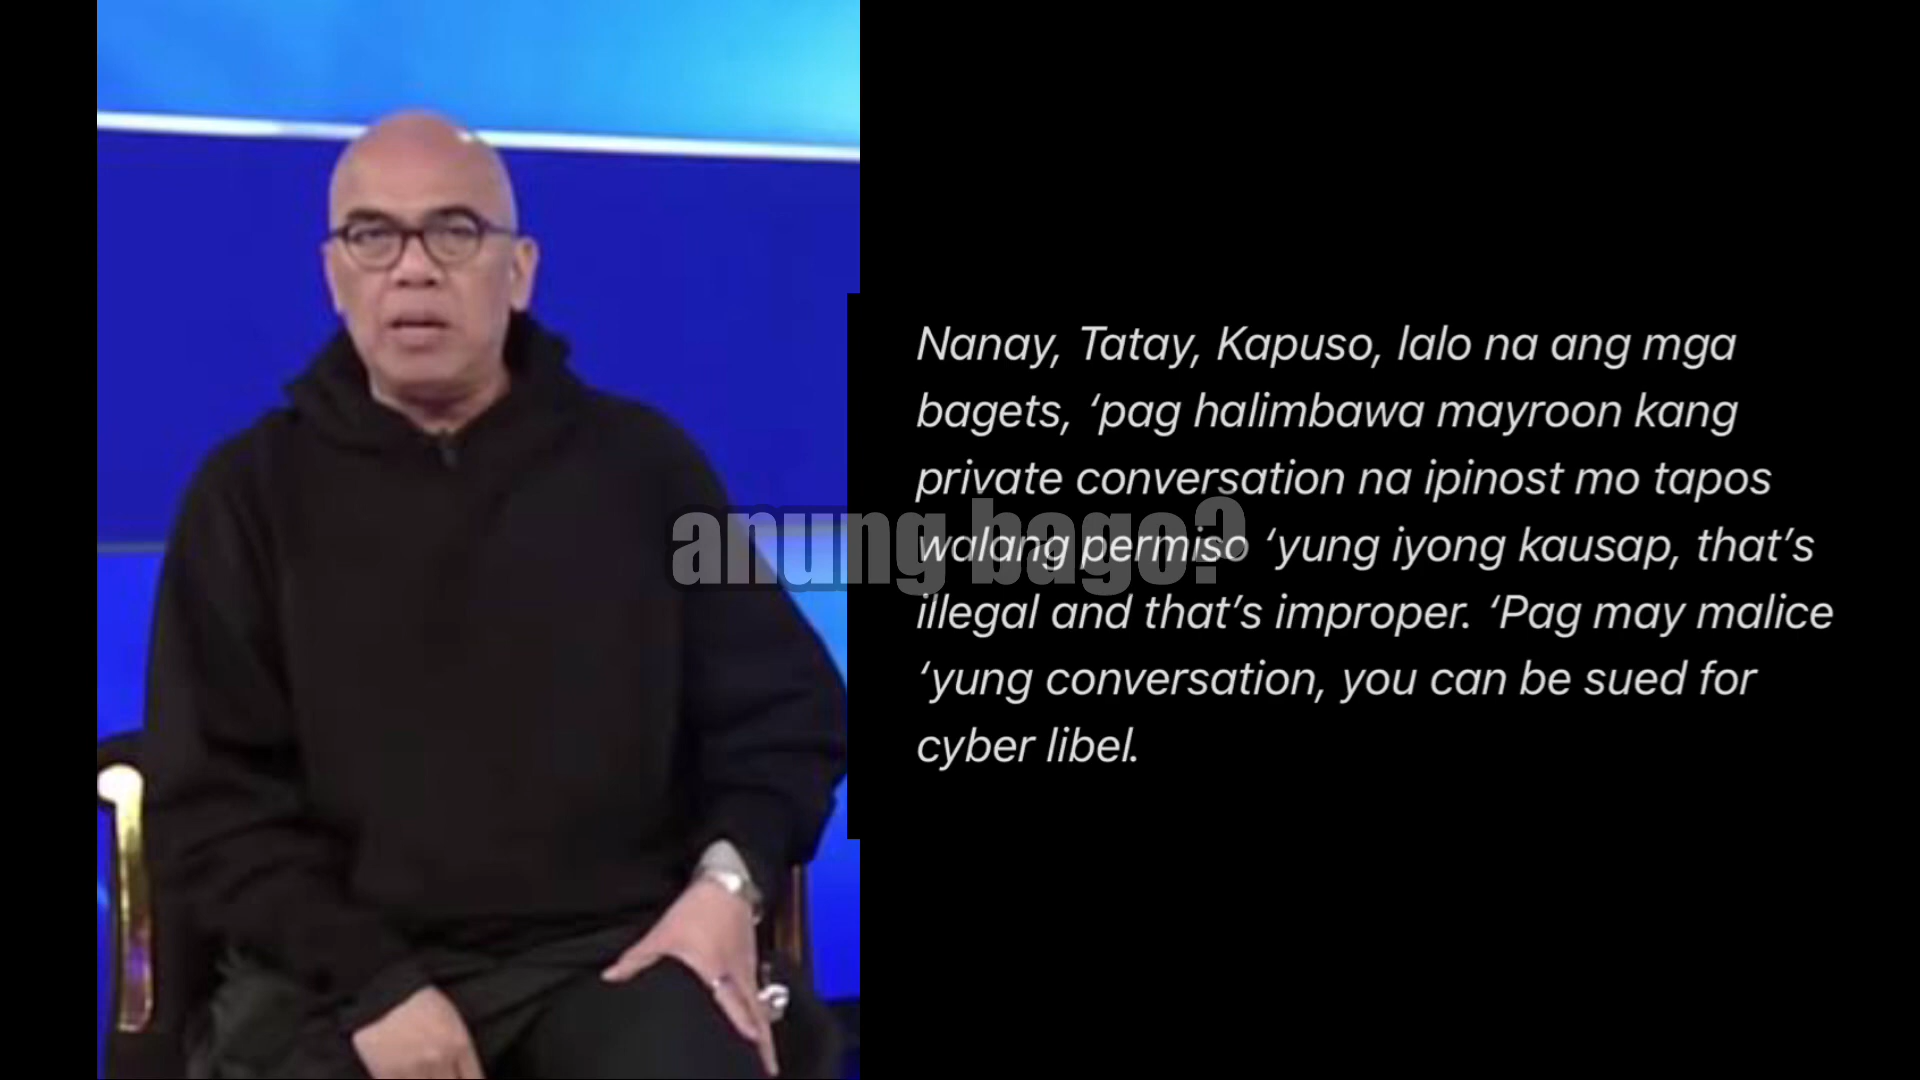 Nanay, Tatay, Kapuso, lalo na ang mga
bagets, ‘pag halimbawa mayroon kang
private conversation na ipinost mo tapos
walang permiso ‘yung iyong kausap, that’s
illegal and that’s improper. ‘Pag may malice
‘yung conversation, you can be sued for
cyber libel.
anung bago?